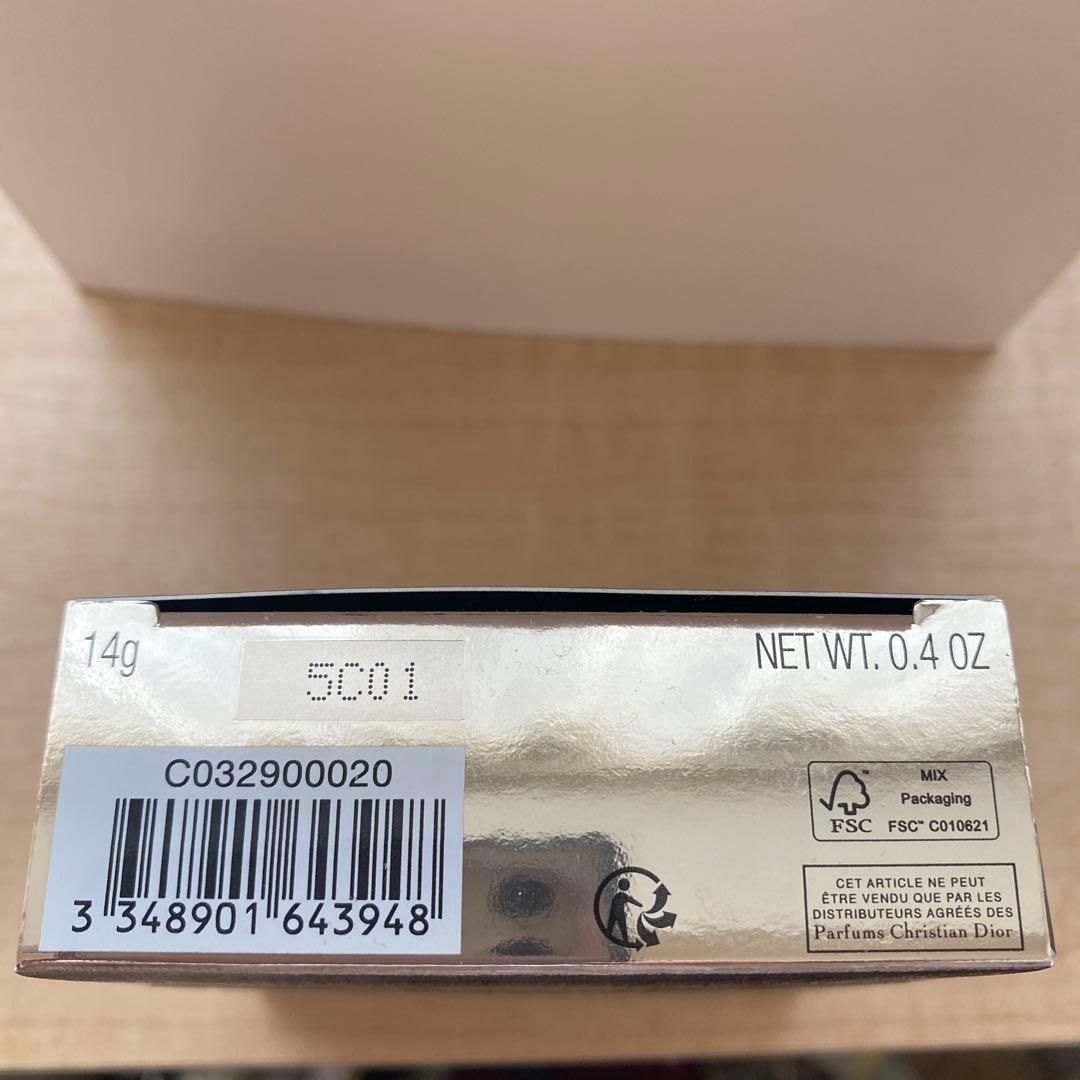 14g
5C01
NET WT. 0.4 OZ
C032900020
3 348901 643948
FSC™
MIX
Packaging
FSC™ C010621
CET ARTICLE NE PEUT
ÊTRE VENDU QUE PAR LES
DISTRIBUTEURS AGRÉÉS DES
Parfums Christian Dior